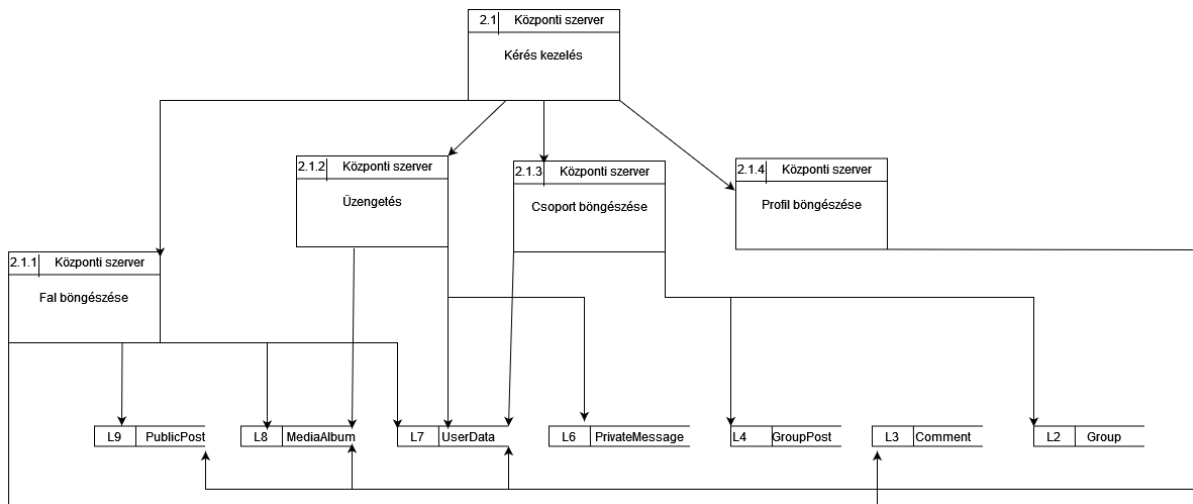 2.1 Központi szerver
Kérés kezelés
2.1.2 Központi szerver
Üzengetés
2.1.3 Központi szerver
Csoport böngészése
2.1.4 Központi szerver
Profil böngészése
2.1.1 Központi szerver
Fal böngészése
L9 PublicPost
L8 MediaAlbum
L7 UserData
L6 PrivateMessage
L4 GroupPost
L3 Comment
L2 Group